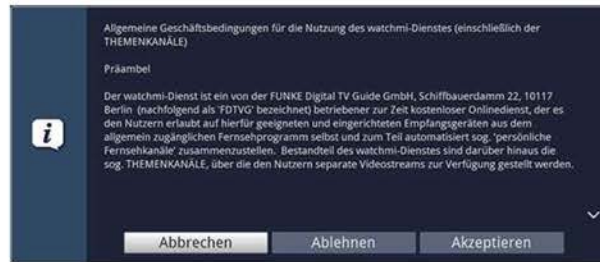 Allgemeine Geschäftsbedingungen für die Nutzung des watchmi-Dienstes (einschließlich der
THEMENKANÄLE)
Präambel
Der watchmi-Dienst ist ein von der FUNKE Digital TV Guide GmbH, Schiffbauerdamm 22, 10117
Berlin (nachfolgend als 'FDTVG' bezeichnet) betriebener zur Zeit kostenloser Onlinedienst, der es
den Nutzern erlaubt auf hierfür geeigneten und eingerichteten Empfangsgeräten aus dem
allgemein zugänglichen Fernsehprogramm selbst und zum Teil automatisiert sog. 'persönliche
Fernsehkanäle' zusammenzustellen. Bestandteil des watchmi-Dienstes sind darüber hinaus die
sog. THEMENKANÄLE, über die den Nutzern separate Videostreams zur Verfügung gestellt werden.
Abbrechen Ablehnen Akzeptieren